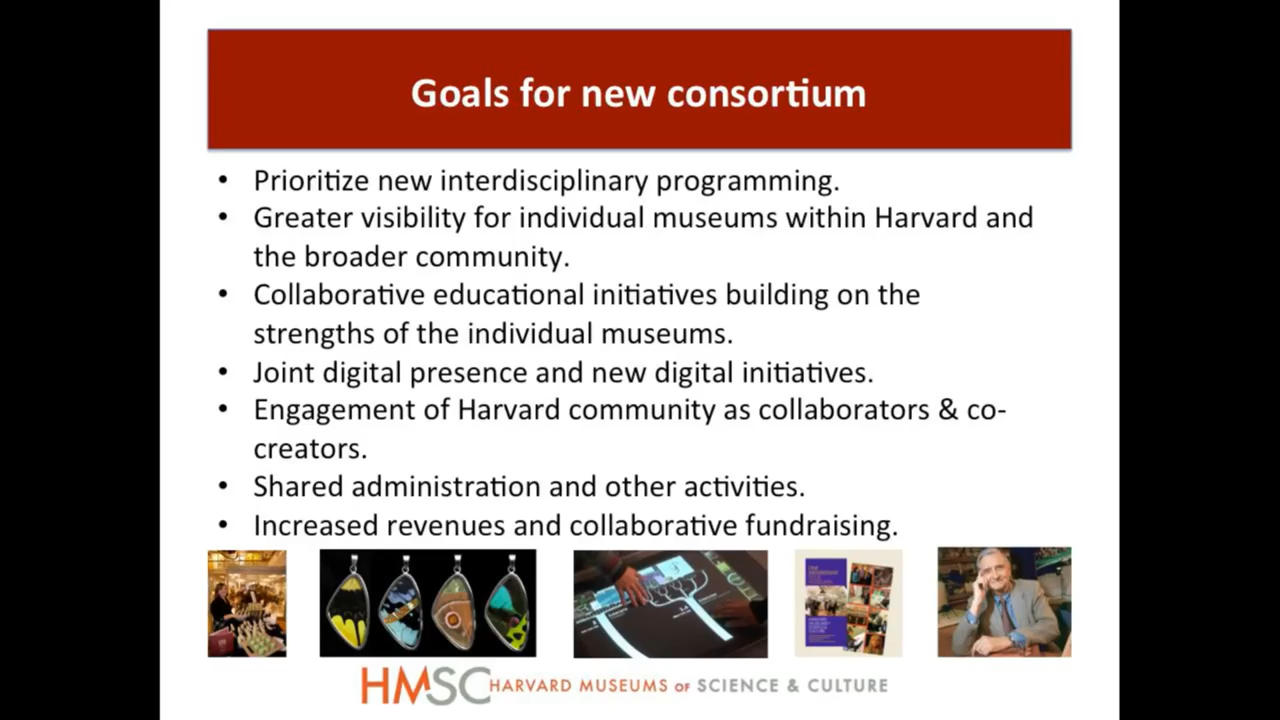 Goals for new consortium
• Prioritize new interdisciplinary programming.
• Greater visibility for individual museums within Harvard and
the broader community.
• Collaborative educational initiatives building on the
strengths of the individual museums.
• Joint digital presence and new digital initiatives.
• Engagement of Harvard community as collaborators & co-
creators.
• Shared administration and other activities.
• Increased revenues and collaborative fundraising.
HMSC HARVARD MUSEUMS OF SCIENCE & CULTURE